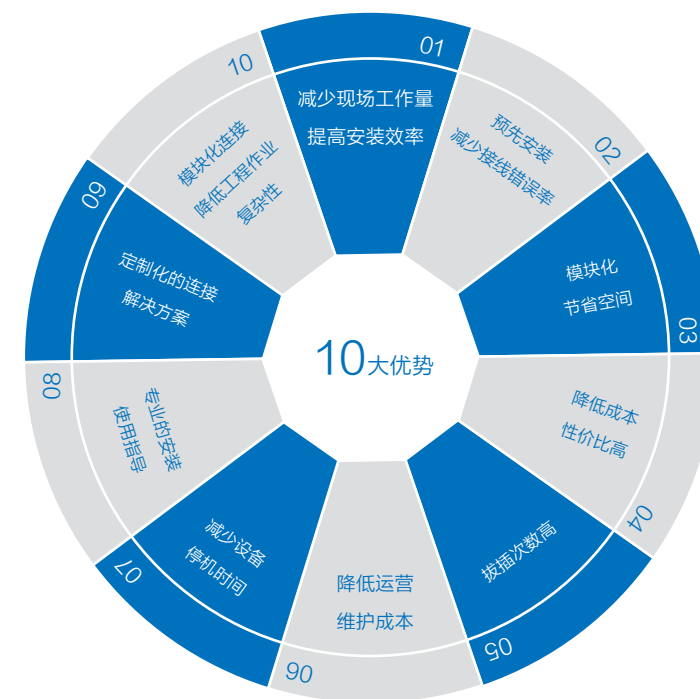 10大优势
01
减少现场工作量
提高安装效率
02
预先安装
减少接线错误率
03
模块化
节省空间
04
降低成本
性价比高
05
拔插次数高
06
降低运营
维护成本
07
减少设备
停机时间
08
专业的安装
使用指导
09
定制化的连接
解决方案
10
模块化连接
降低工程作业
复杂性